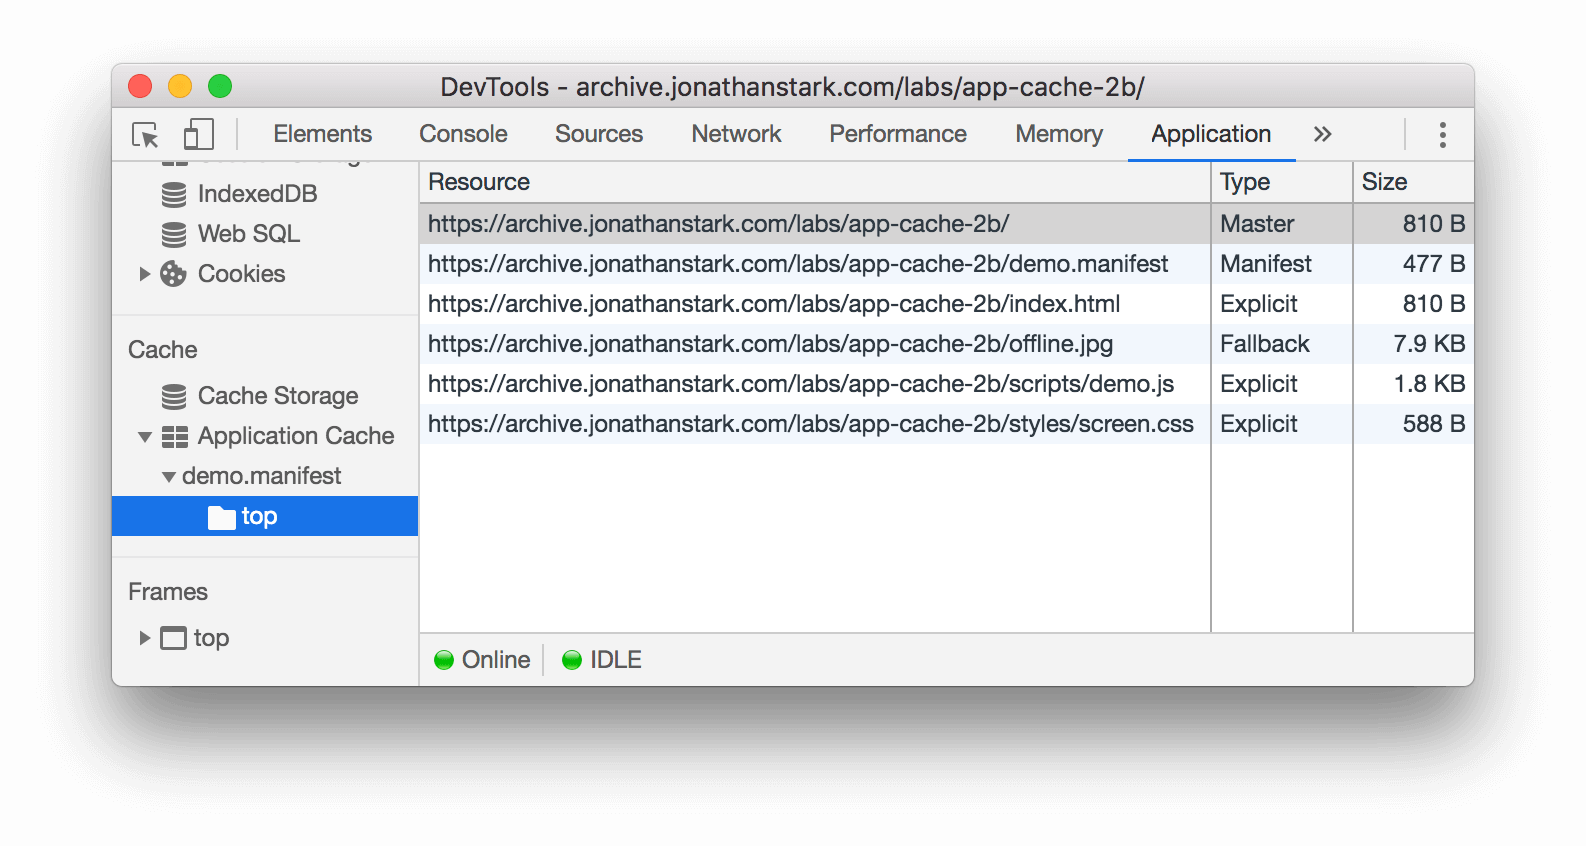 DevTools - archive.jonathanstark.com/labs/app-cache-2b/
Elements Console Sources Network Performance Memory Application »
IndexedDB
Web SQL
Cookies
Cache
Cache Storage
Application Cache
demo.manifest
top
Frames
top
Resource Type Size
https://archive.jonathanstark.com/labs/app-cache-2b/ Master 810 B
https://archive.jonathanstark.com/labs/app-cache-2b/demo.manifest Manifest 477 B
https://archive.jonathanstark.com/labs/app-cache-2b/index.html Explicit 810 B
https://archive.jonathanstark.com/labs/app-cache-2b/offline.jpg Fallback 7.9 KB
https://archive.jonathanstark.com/labs/app-cache-2b/scripts/demo.js Explicit 1.8 KB
https://archive.jonathanstark.com/labs/app-cache-2b/styles/screen.css Explicit 588 B
Online IDLE